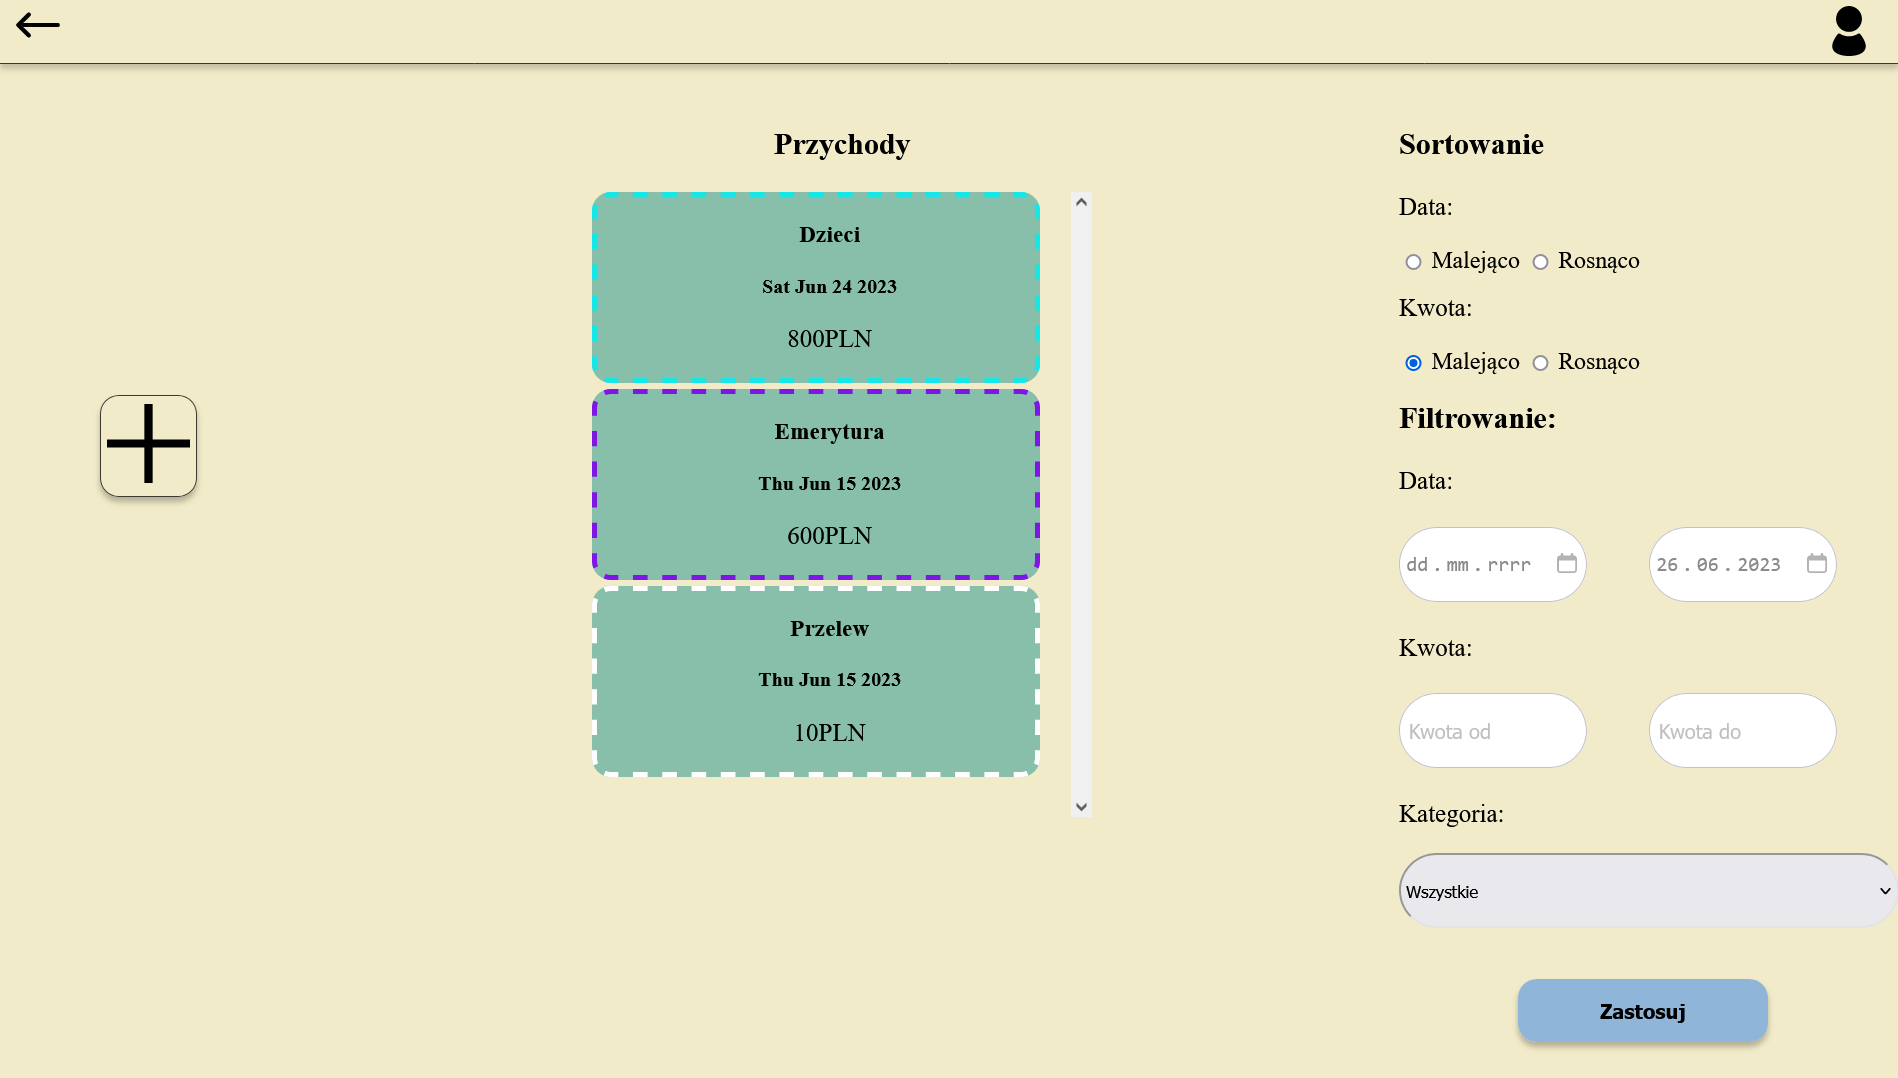 Przychody
Dzieci
Sat Jun 24 2023
800PLN
Emerytura
Thu Jun 15 2023
600PLN
Przelew
Thu Jun 15 2023
10PLN
Sortowanie
Data:
Malejąco Rosnąco
Kwota:
Malejąco Rosnąco
Filtrowanie:
Data:
dd.mm.rrrr 26.06.2023
Kwota:
Kwota od Kwota do
Kategoria:
Wszystkie
Zastosuj